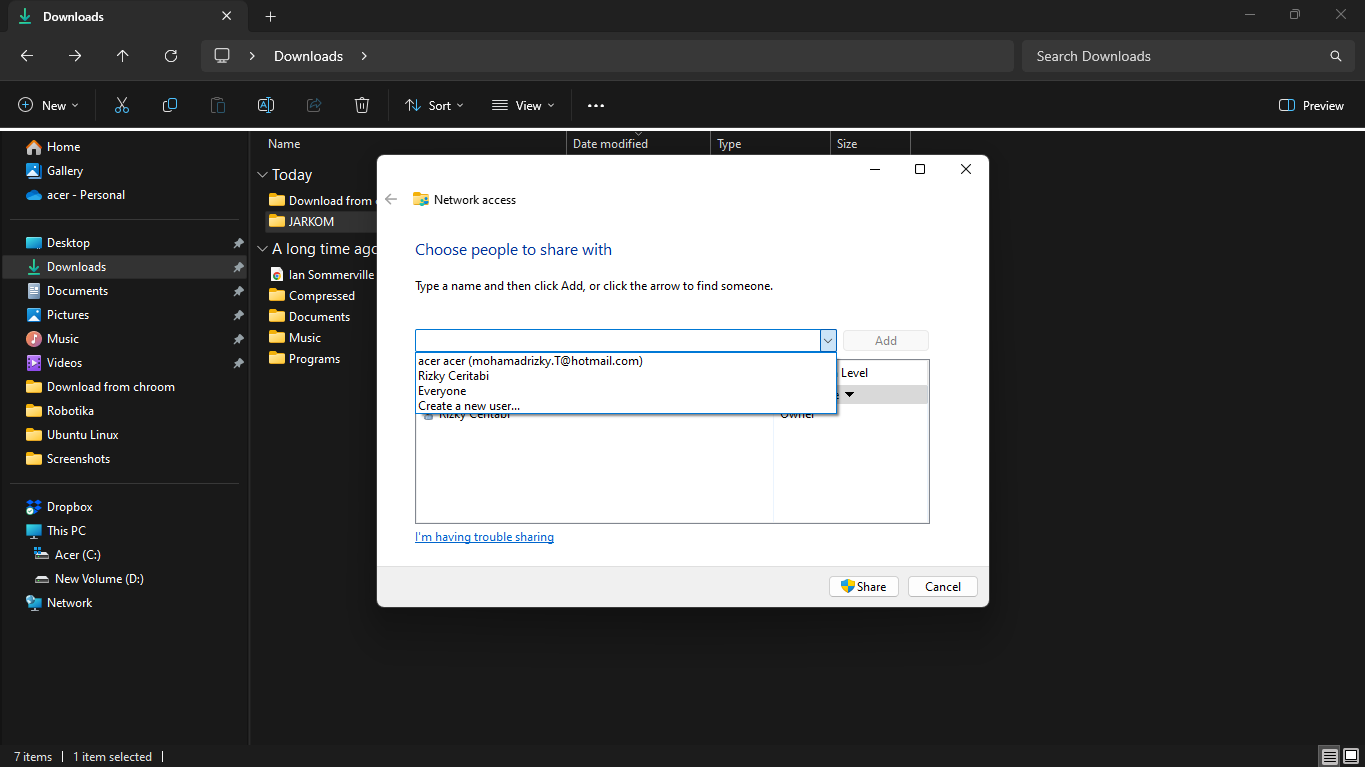 Downloads
Downloads
Search Downloads
New
Sort
View
Preview
Home
Gallery
acer - Personal
Desktop
Downloads
Documents
Pictures
Music
Videos
Download from chroom
Robotika
Ubuntu Linux
Screenshots
Dropbox
This PC
Acer (C:)
New Volume (D:)
Network
Name
Date modified
Type
Size
Today
Download from
JARKOM
A long time ago
Ian Sommerville
Compressed
Documents
Music
Programs
Network access
Choose people to share with
Type a name and then click Add, or click the arrow to find someone.
Add
acer acer (mohamadrizky.T@hotmail.com)
Rizky Ceritabi
Everyone
Create a new user...
Level
Rizky Ceritabi
Owner
I'm having trouble sharing
Share
Cancel
7 items
1 item selected